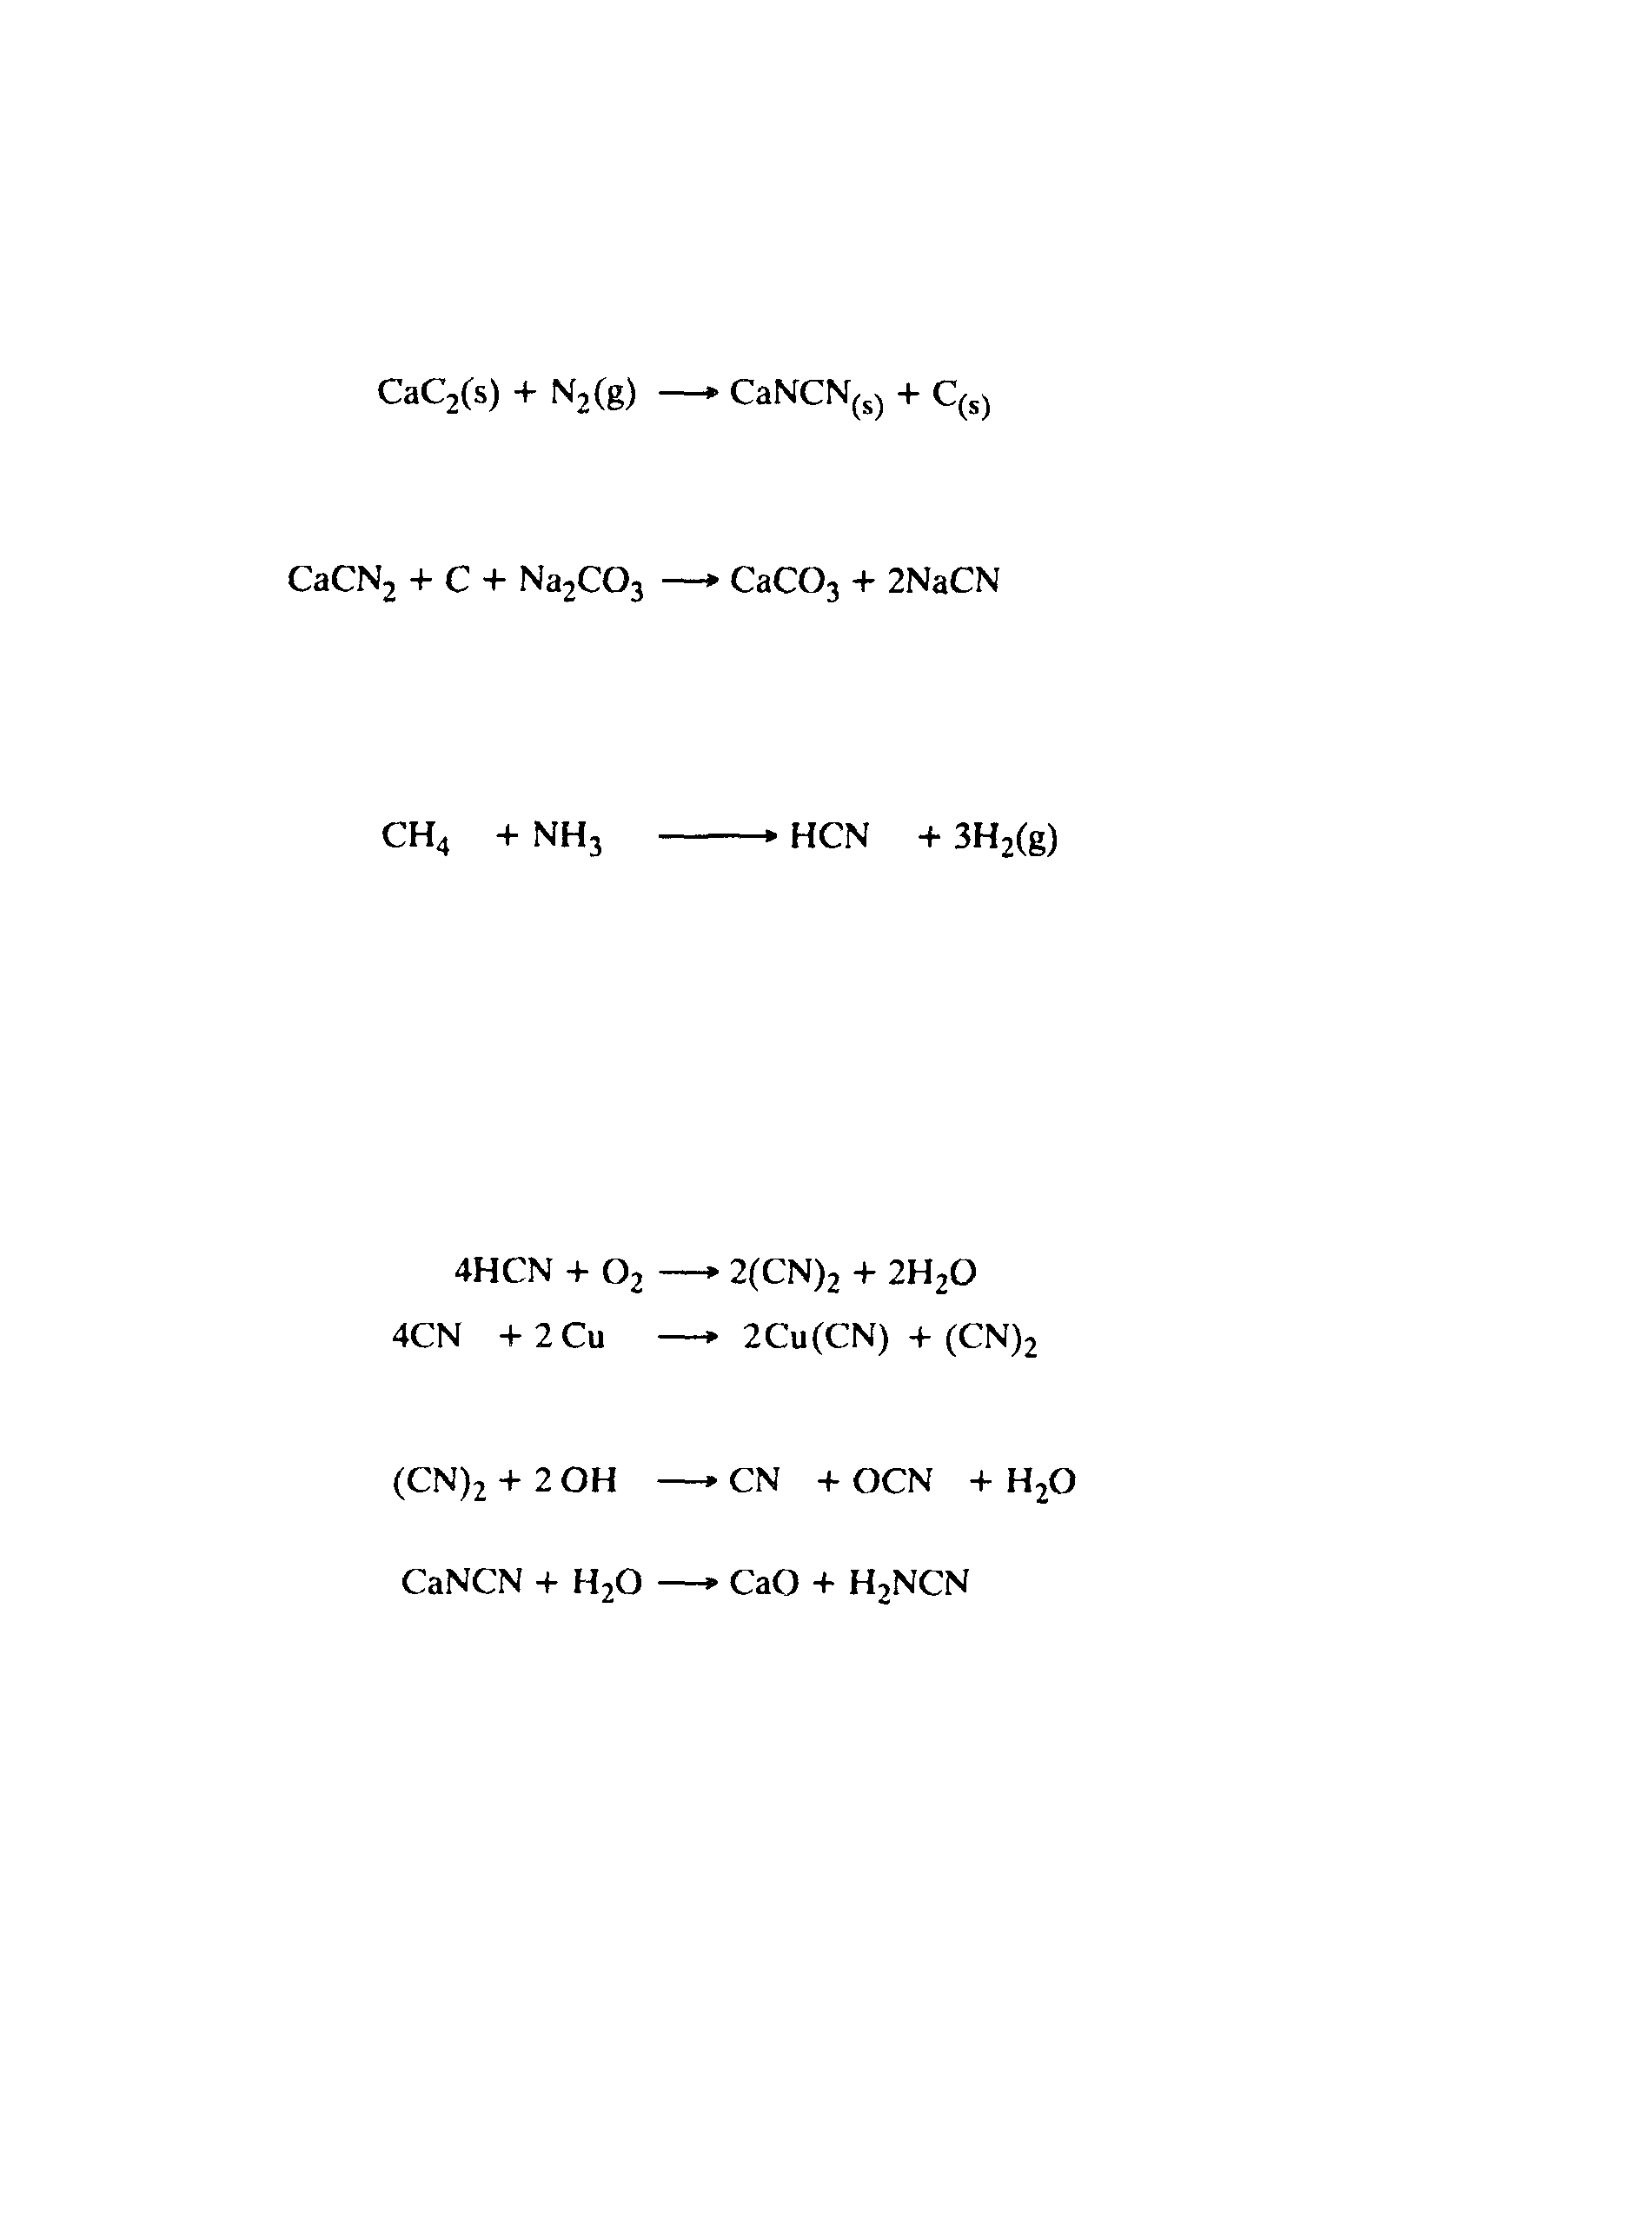 CaC₂(s) + N₂(g) ⟶ CaNCN₍s₎ + C₍s₎
CaCN₂ + C + Na₂CO₃ ⟶ CaCO₃ + 2NaCN
CH₄ + NH₃ ⟶ HCN + 3H₂(g)
4HCN + O₂ ⟶ 2(CN)₂ + 2H₂O
4CN + 2 Cu ⟶ 2Cu(CN) + (CN)₂
(CN)₂ + 2 OH ⟶ CN + OCN + H₂O
CaNCN + H₂O ⟶ CaO + H₂NCN